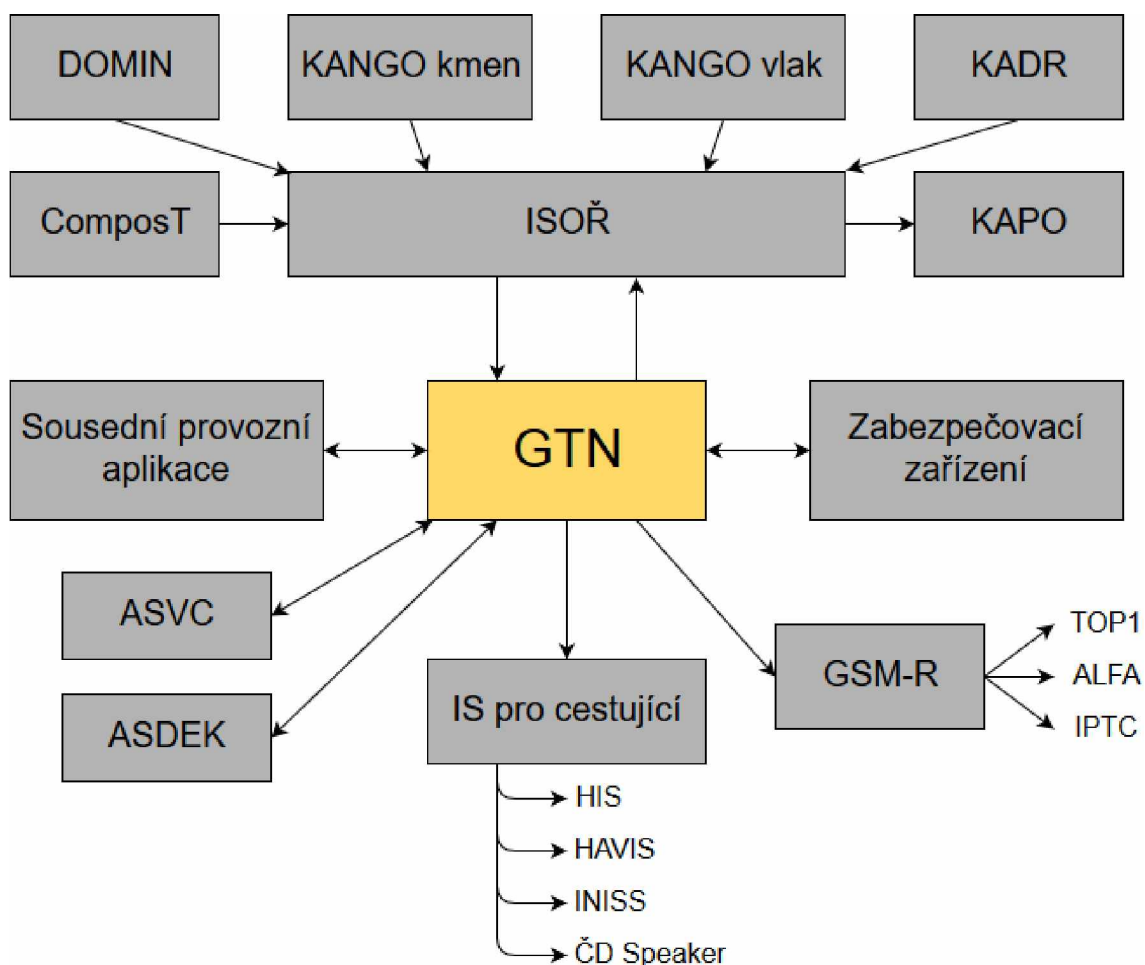 DOMIN
KANGO kmen
KANGO vlak
KADR
ComposT
ISOŘ
KAPO
Sousední provozní
aplikace
GTN
Zabezpečovací
zařízení
ASVC
ASDEK
IS pro cestující
GSM-R
TOP1
ALFA
IPTC
HIS
HAVIS
INISS
ČD Speaker